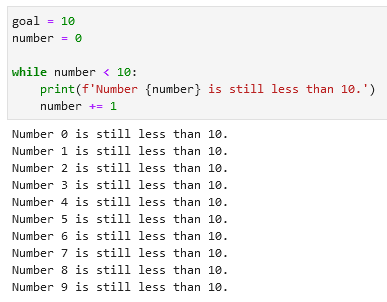 goal = 10
number = 0

while number < 10:
    print(f'Number {number} is still less than 10.')
    number += 1
Number 0 is still less than 10.
Number 1 is still less than 10.
Number 2 is still less than 10.
Number 3 is still less than 10.
Number 4 is still less than 10.
Number 5 is still less than 10.
Number 6 is still less than 10.
Number 7 is still less than 10.
Number 8 is still less than 10.
Number 9 is still less than 10.